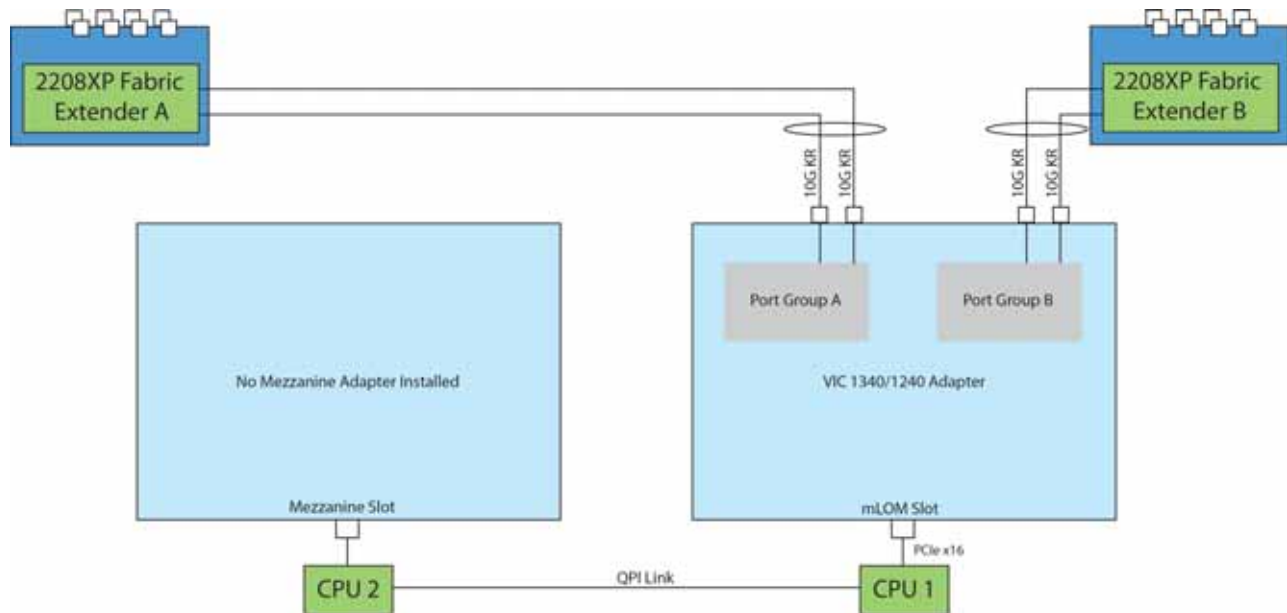 2208XP Fabric
Extender A
2208XP Fabric
Extender B
10G KR
10G KR
10G KR
10G KR
Port Group A
Port Group B
No Mezzanine Adapter Installed
VIC 1340/1240 Adapter
Mezzanine Slot
mLOM Slot
PCIe x16
QPI Link
CPU 2
CPU 1